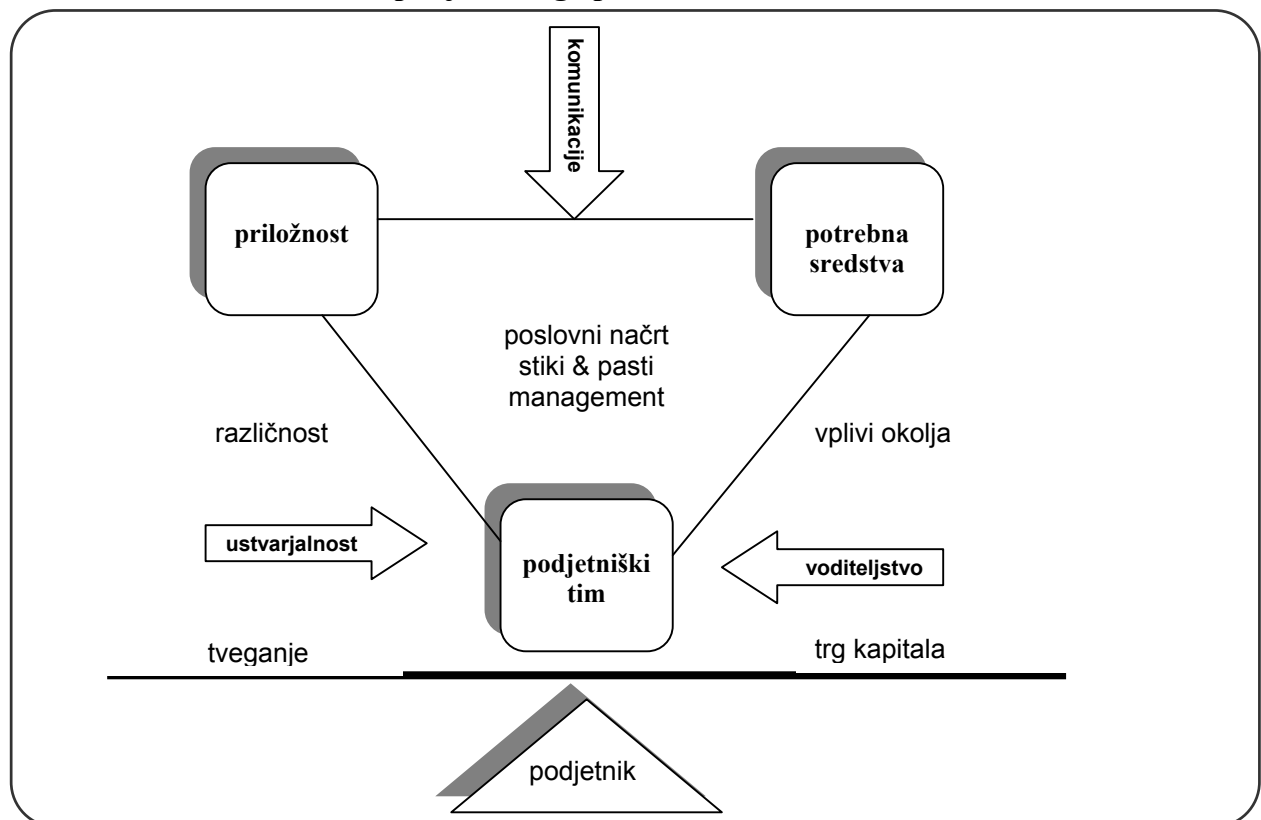 komunikacije
priložnost
potrebna
sredstva
poslovni načrt
stiki & pasti
management
različnost
vplivi okolja
ustvarjalnost
podjetniški
tim
voditeljstvo
tveganje
trg kapitala
podjetnik